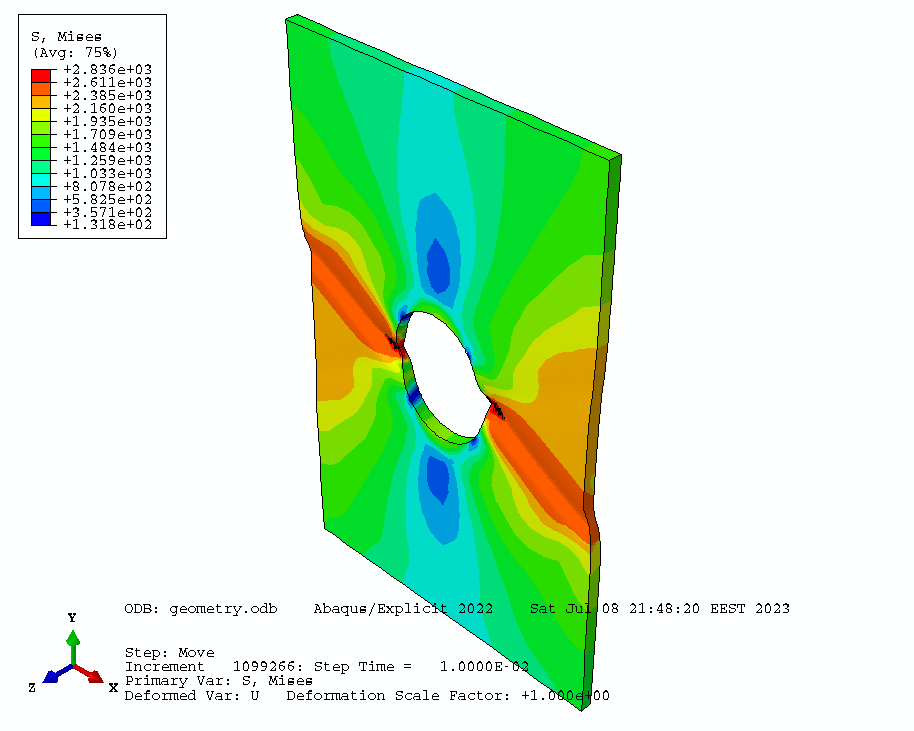 S, Mises
(Avg: 75%)
+2.836e+03
+2.611e+03
+2.385e+03
+2.160e+03
+1.935e+03
+1.709e+03
+1.484e+03
+1.259e+03
+1.033e+03
+8.078e+02
+5.825e+02
+3.571e+02
+1.318e+02
ODB: geometry.odb    Abaqus/Explicit 2022    Sat Jul 08 21:48:20 EEST 2023
Y
Z
X
Step: Move
Increment   1099266: Step Time =   1.0000E-02
Primary Var: S, Mises
Deformed Var: U   Deformation Scale Factor: +1.000e+00